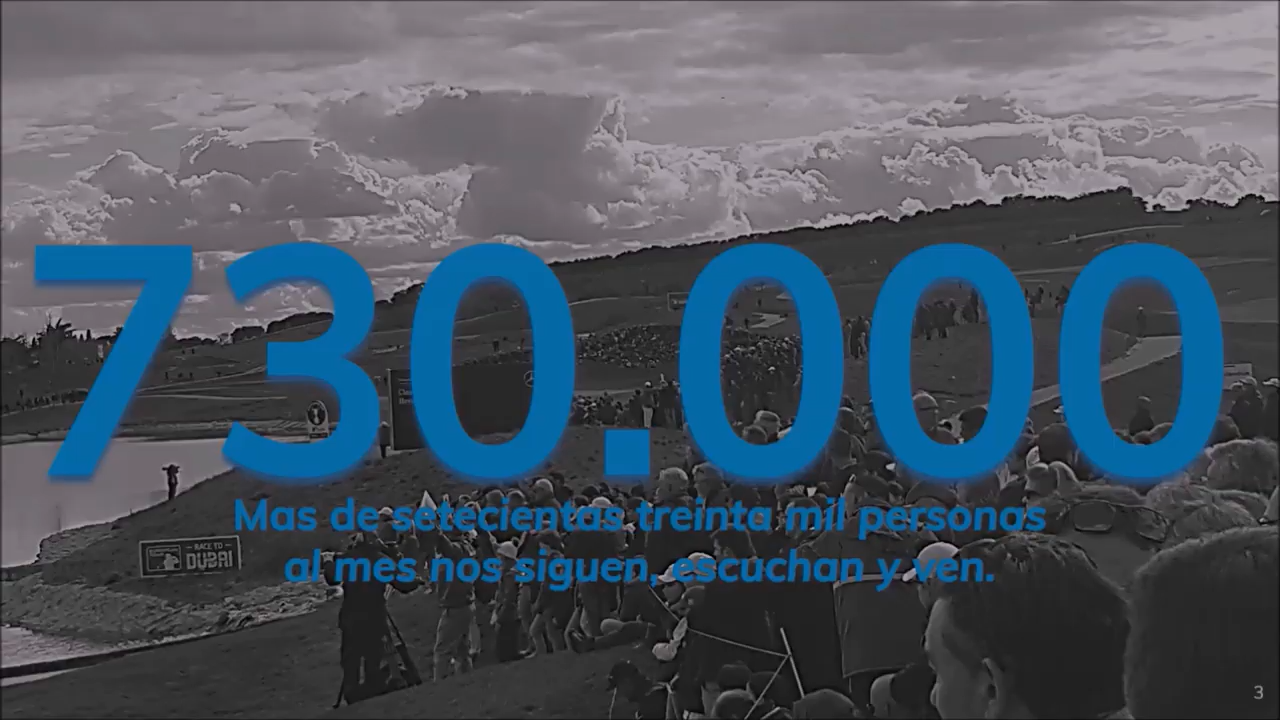 730.000
Mas de setecientas treinta mil personas
al mes nos siguen, escuchan y ven.
RACE TO
DUBAI
3